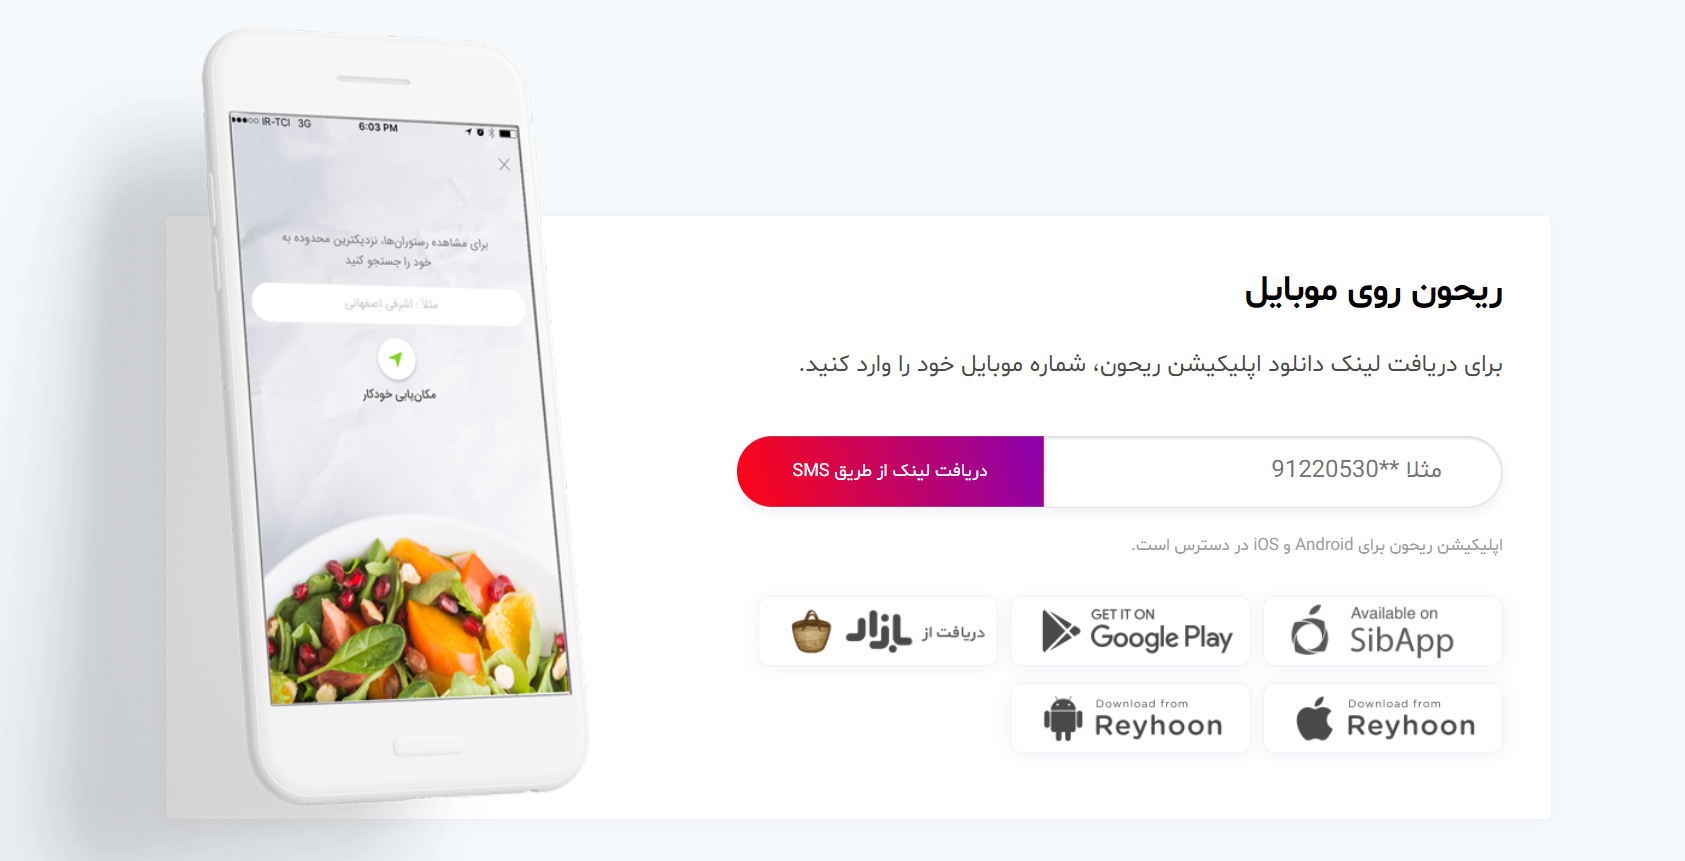 IR-TCI 3G 6:03 PM
برای مشاهده رستوران‌ها، نزدیکترین محدوده به
خود را جستجو کنید
مثلاً : اشرفی اصفهانی
مکان‌یابی خودکار
ریحون روی موبایل
برای دریافت لینک دانلود اپلیکیشن ریحون، شماره موبایل خود را وارد کنید.
مثلا **91220530
دریافت لینک از طریق SMS
اپلیکیشن ریحون برای Android و iOS در دسترس است.
Available on
SibApp
GET IT ON
Google Play
دریافت از بازار
Download from
Reyhoon
Download from
Reyhoon